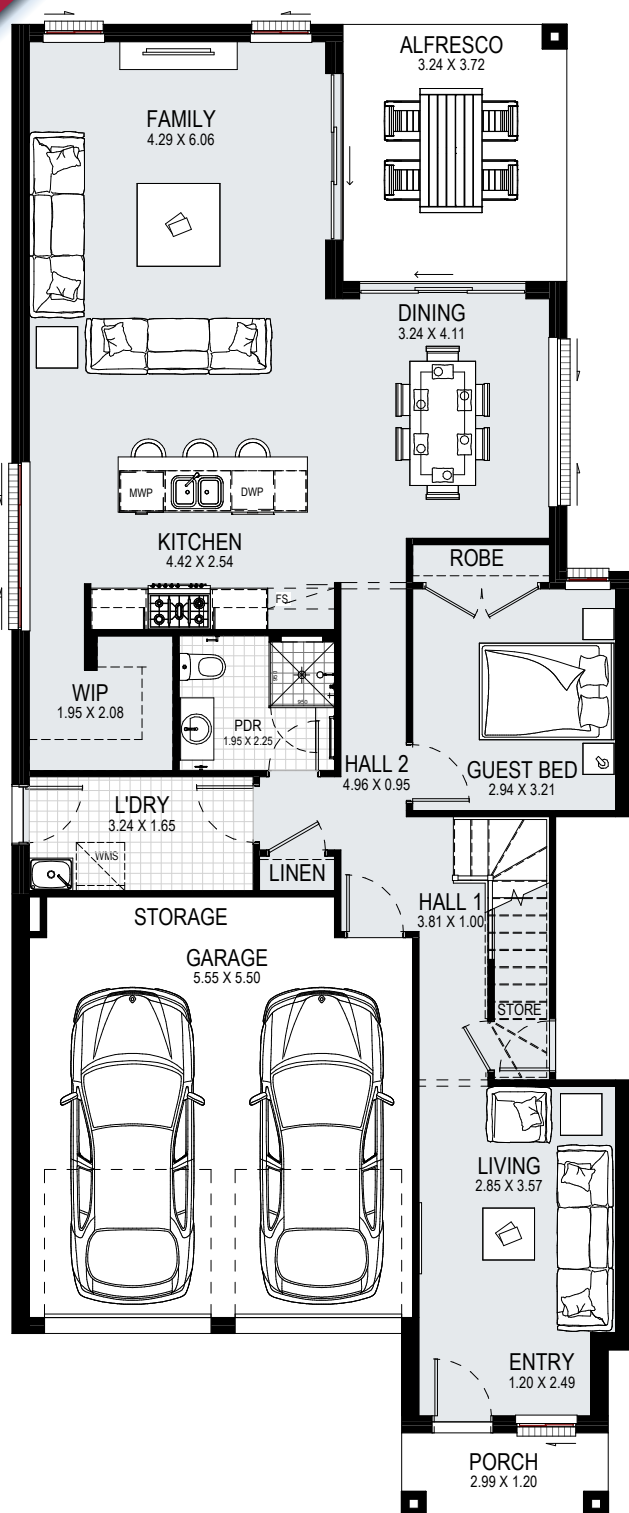 ALFRESCO
3.24 X 3.72
FAMILY
4.29 X 6.06
DINING
3.24 X 4.11
MWP
DWP
KITCHEN
4.42 X 2.54
ROBE
FS
WIP
1.95 X 2.08
950
950
PDR
1.95 X 2.25
HALL 2
4.96 X 0.95
GUEST BED
2.94 X 3.21
L'DRY
3.24 X 1.65
WMS
LINEN
HALL 1
3.81 X 1.00
STORAGE
GARAGE
5.55 X 5.50
STORE
LIVING
2.85 X 3.57
ENTRY
1.20 X 2.49
PORCH
2.99 X 1.20